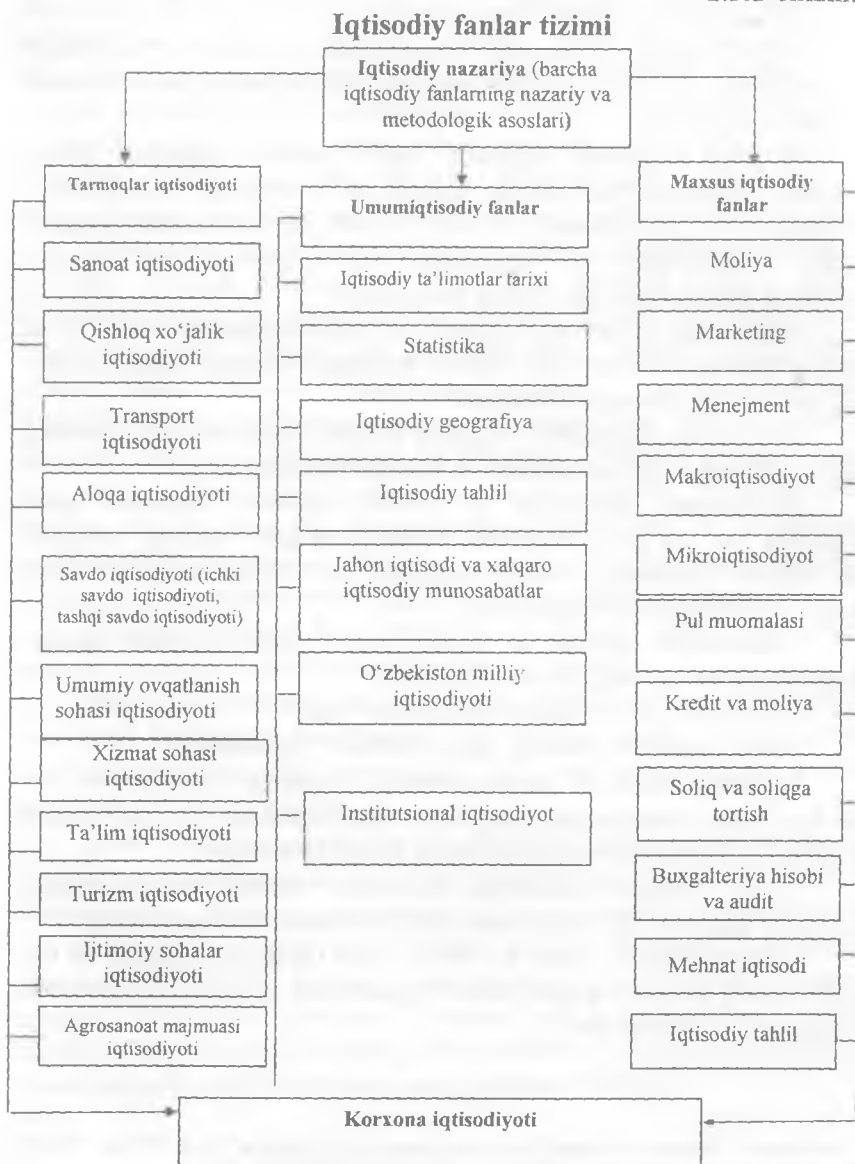 Iqtisodiy fanlar tizimi
Iqtisodiy nazariya (barcha
iqtisodiy fanlarning nazariy va
metodologik asoslari)
Tarmoqlar iqtisodiyoti
Sanoat iqtisodiyoti
Qishloq xo‘jalik
iqtisodiyoti
Transport
iqtisodiyoti
Aloqa iqtisodiyoti
Savdo iqtisodiyoti (ichki
savdo iqtisodiyoti,
tashqi savdo iqtisodiyoti)
Umumiy ovqatlanish
sohasi iqtisodiyoti
Xizmat sohasi
iqtisodiyoti
Ta’lim iqtisodiyoti
Turizm iqtisodiyoti
Ijtimoiy sohalar
iqtisodiyoti
Agrosanoat majmuasi
iqtisodiyoti
Umumiqtisodiy fanlar
Iqtisodiy ta’limotlar tarixi
Statistika
Iqtisodiy geografiya
Iqtisodiy tahlil
Jahon iqtisodi va xalqaro
iqtisodiy munosabatlar
O‘zbekiston milliy
iqtisodiyoti
Institutsional iqtisodiyot
Maxsus iqtisodiy
fanlar
Moliya
Marketing
Menejment
Makroiqtisodiyot
Mikroiqtisodiyot
Pul muomalasi
Kredit va moliya
Soliq va soliqga
tortish
Buxgalteriya hisobi
va audit
Mehnat iqtisodi
Iqtisodiy tahlil
Korxona iqtisodiyoti